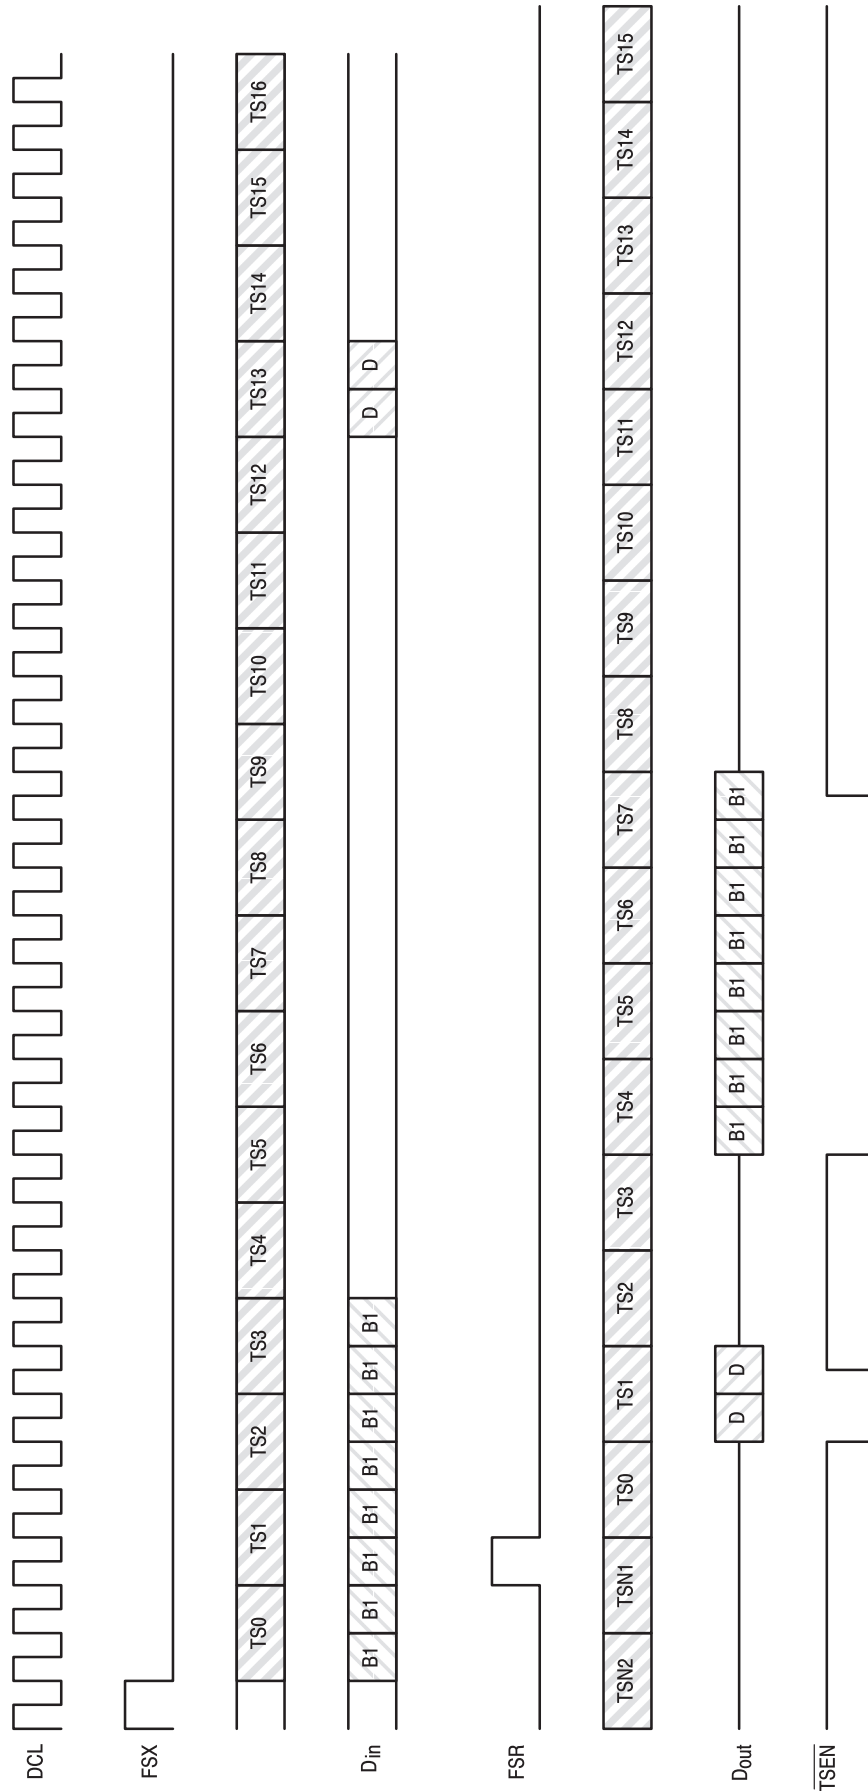 DCL
FSX
TS0 TS1 TS2 TS3 TS4 TS5 TS6 TS7 TS8 TS9 TS10 TS11 TS12 TS13 TS14 TS15 TS16
Din B1 B1 B1 B1 B1 B1 B1 B1 D D
FSR
TSN2 TSN1 TS0 TS1 TS2 TS3 TS4 TS5 TS6 TS7 TS8 TS9 TS10 TS11 TS12 TS13 TS14 TS15
Dout D D B1 B1 B1 B1 B1 B1 B1 B1
TSEN